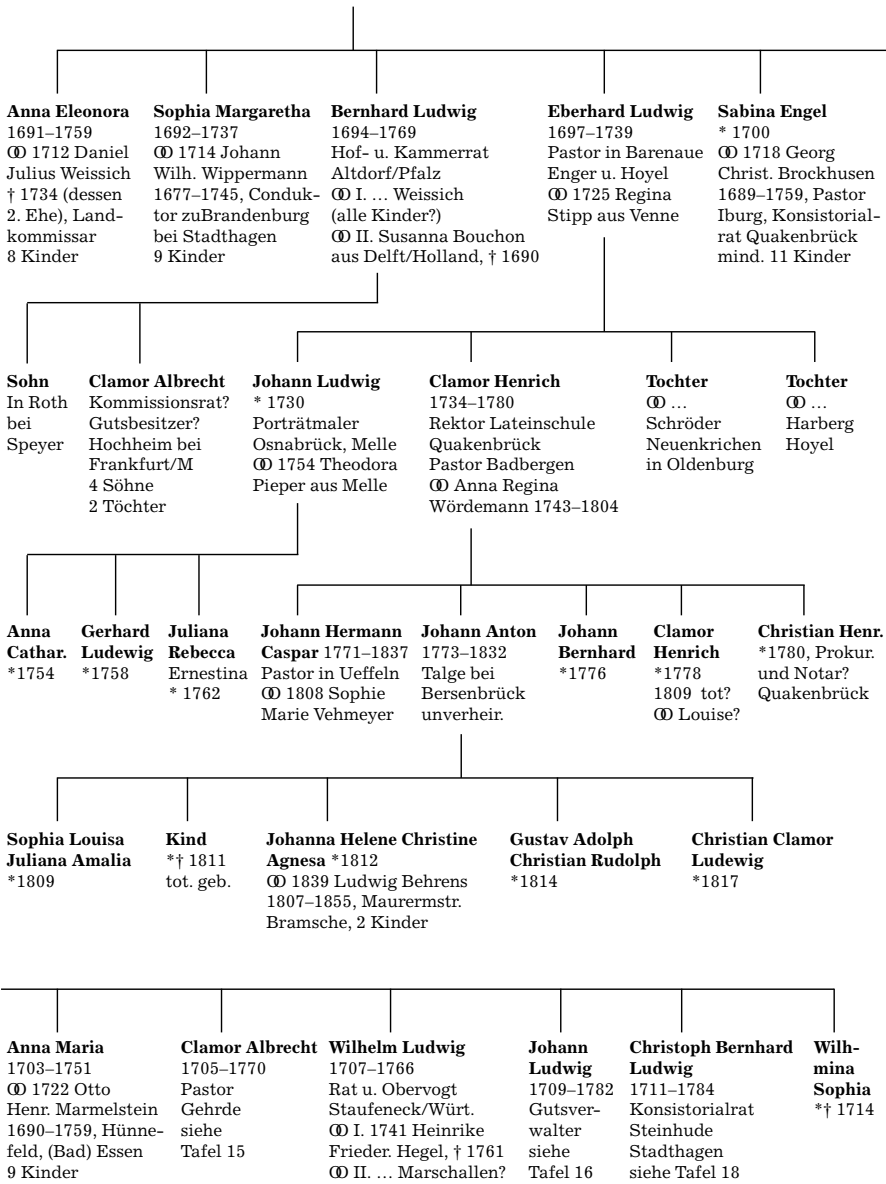 Anna Eleonora
1691–1759
⚭ 1712 Daniel
Julius Weissich
† 1734 (dessen
2. Ehe), Land-
kommissar
8 Kinder
Sophia Margaretha
1692–1737
⚭ 1714 Johann
Wilh. Wippermann
1677–1745, Conduk-
tor zuBrandenburg
bei Stadthagen
9 Kinder
Bernhard Ludwig
1694–1769
Hof- u. Kammerrat
Altdorf/Pfalz
⚭ I. … Weissich
(alle Kinder?)
⚭ II. Susanna Bouchon
aus Delft/Holland, † 1690
Eberhard Ludwig
1697–1739
Pastor in Barenaue
Enger u. Hoyel
⚭ 1725 Regina
Stipp aus Venne
Sabina Engel
* 1700
⚭ 1718 Georg
Christ. Brockhusen
1689–1759, Pastor
Iburg, Konsistorial-
rat Quakenbrück
mind. 11 Kinder
Sohn
In Roth
bei
Speyer
Clamor Albrecht
Kommissionsrat?
Gutsbesitzer?
Hochheim bei
Frankfurt/M
4 Söhne
2 Töchter
Johann Ludwig
* 1730
Porträtmaler
Osnabrück, Melle
⚭ 1754 Theodora
Pieper aus Melle
Clamor Henrich
1734–1780
Rektor Lateinschule
Quakenbrück
Pastor Badbergen
⚭ Anna Regina
Wördemann 1743–1804
Tochter
⚭ …
Schröder
Neuenkrichen
in Oldenburg
Tochter
⚭ …
Harberg
Hoyel
Anna
Cathar.
*1754
Gerhard
Ludewig
*1758
Juliana
Rebecca
Ernestina
* 1762
Johann Hermann
Caspar 1771–1837
Pastor in Ueffeln
⚭ 1808 Sophie
Marie Vehmeyer
Johann Anton
1773–1832
Talge bei
Bersenbrück
unverheir.
Johann
Bernhard
*1776
Clamor
Henrich
*1778
1809 tot?
⚭ Louise?
Christian Henr.
*1780, Prokur.
und Notar?
Quakenbrück
Sophia Louisa
Juliana Amalia
*1809
Kind
*† 1811
tot. geb.
Johanna Helene Christine
Agnesa *1812
⚭ 1839 Ludwig Behrens
1807–1855, Maurermstr.
Bramsche, 2 Kinder
Gustav Adolph
Christian Rudolph
*1814
Christian Clamor
Ludewig
*1817
Anna Maria
1703–1751
⚭ 1722 Otto
Henr. Marmelstein
1690–1759, Hünne-
feld, (Bad) Essen
9 Kinder
Clamor Albrecht
1705–1770
Pastor
Gehrde
siehe
Tafel 15
Wilhelm Ludwig
1707–1766
Rat u. Obervogt
Staufeneck/Würt.
⚭ I. 1741 Heinrike
Frieder. Hegel, † 1761
⚭ II. … Marschallen?
Johann
Ludwig
1709–1782
Gutsver-
walter
siehe
Tafel 16
Christoph Bernhard
Ludwig
1711–1784
Konsistorialrat
Steinhude
Stadthagen
siehe Tafel 18
Wilh-
mina
Sophia
*† 1714